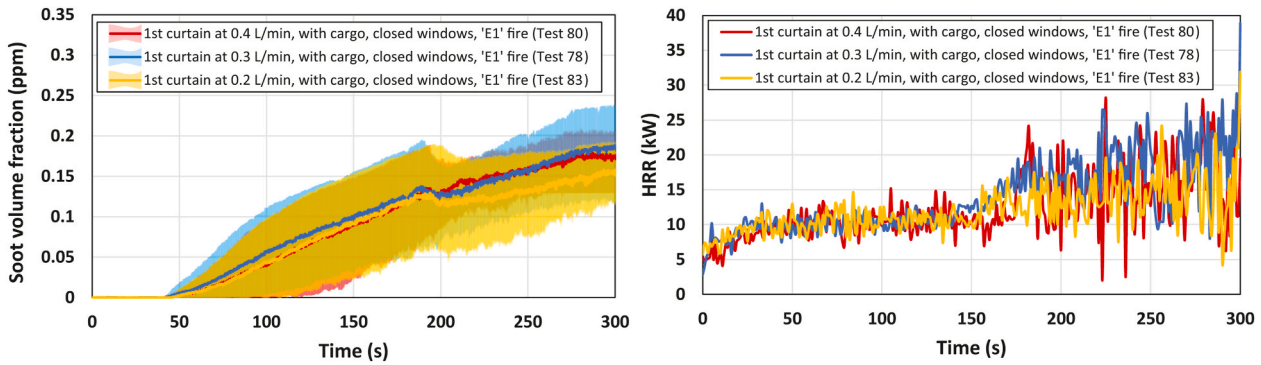 Soot volume fraction (ppm)
0.35
0.3
0.25
0.2
0.15
0.1
0.05
0
1st curtain at 0.4 L/min, with cargo, closed windows, 'E1' fire (Test 80)
1st curtain at 0.3 L/min, with cargo, closed windows, 'E1' fire (Test 78)
1st curtain at 0.2 L/min, with cargo, closed windows, 'E1' fire (Test 83)
0 50 100 150 200 250 300
Time (s)
HRR (kW)
40
35
30
25
20
15
10
5
0
1st curtain at 0.4 L/min, with cargo, closed windows, 'E1' fire (Test 80)
1st curtain at 0.3 L/min, with cargo, closed windows, 'E1' fire (Test 78)
1st curtain at 0.2 L/min, with cargo, closed windows, 'E1' fire (Test 83)
0 50 100 150 200 250 300
Time (s)